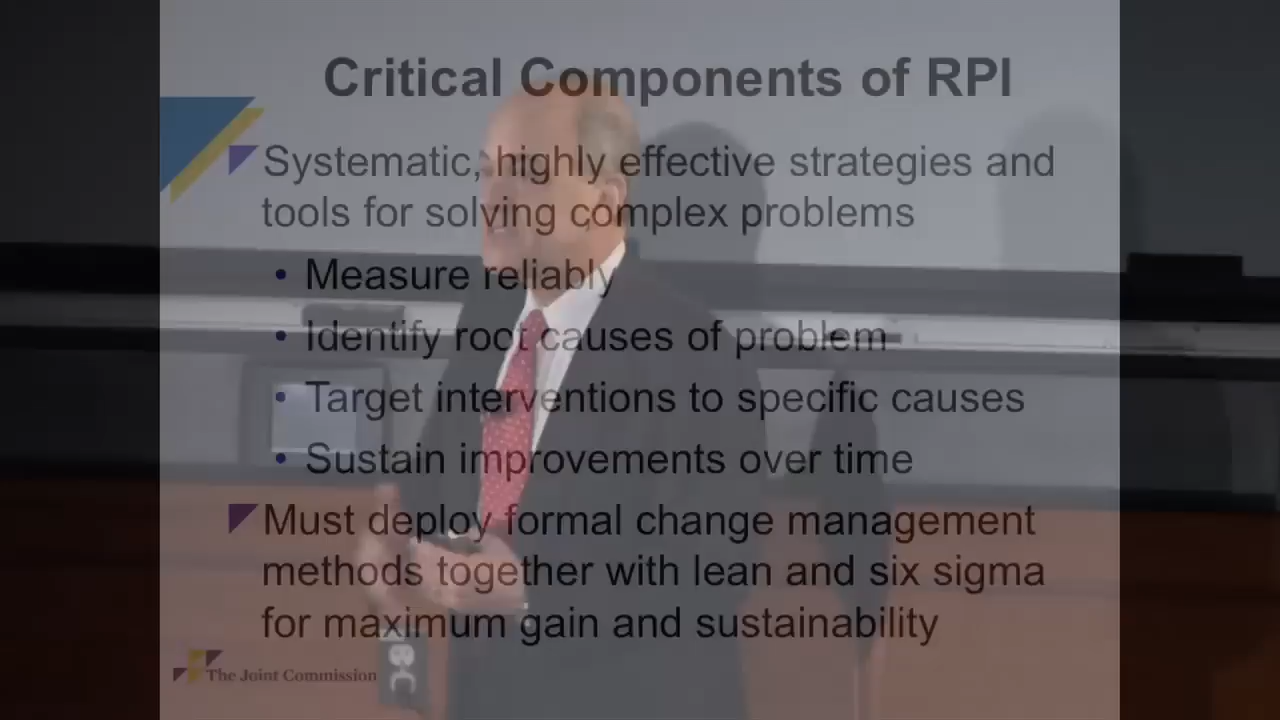 Critical Components of RPI
Systematic, highly effective strategies and
tools for solving complex problems
• Measure reliably
• Identify root causes of problem
• Target interventions to specific causes
• Sustain improvements over time
Must deploy formal change management
methods together with lean and six sigma
for maximum gain and sustainability
The Joint Commission